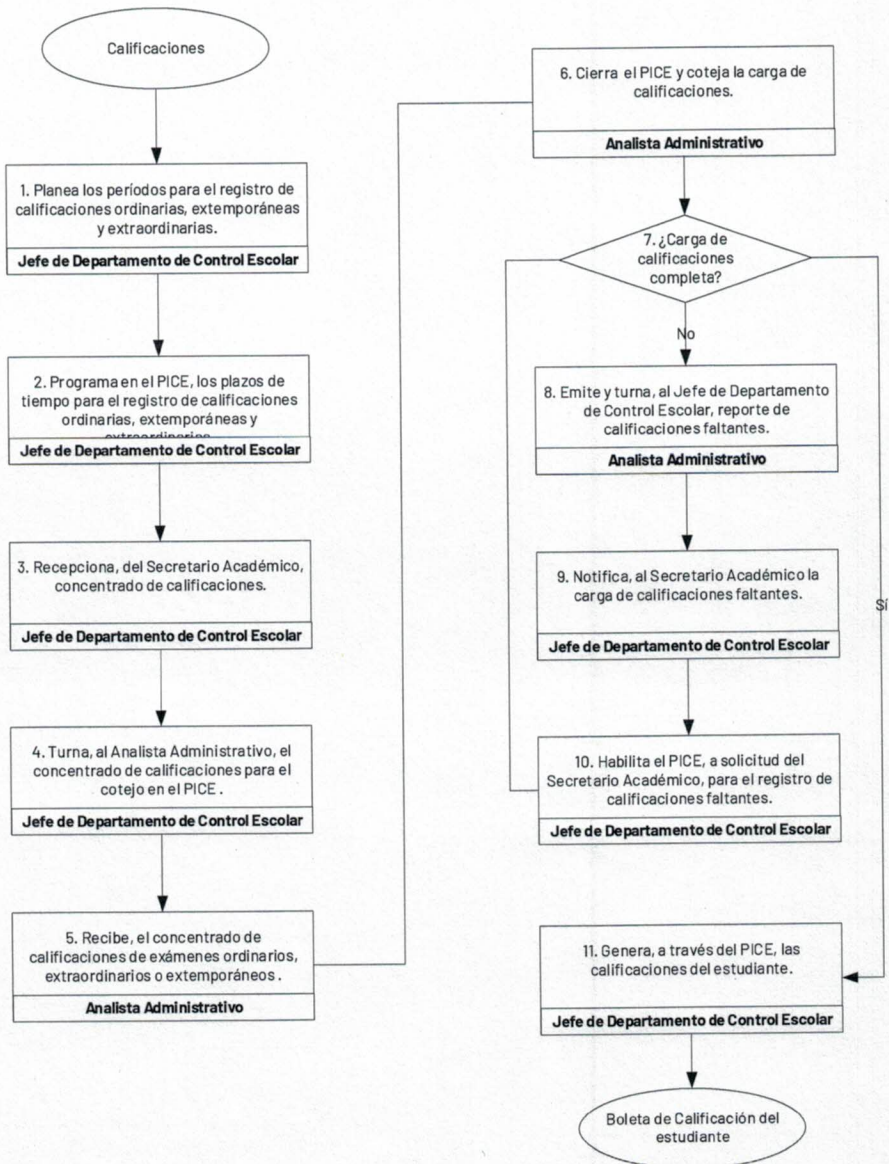 Calificaciones
1. Planea los períodos para el registro de
calificaciones ordinarias, extemporáneas
y extraordinarias.
Jefe de Departamento de Control Escolar
2. Programa en el PICE, los plazos de
tiempo para el registro de calificaciones
ordinarias, extemporáneas y
Jefe de Departamento de Control Escolar
3. Recepciona, del Secretario Académico,
concentrado de calificaciones.
Jefe de Departamento de Control Escolar
4. Turna, al Analista Administrativo, el
concentrado de calificaciones para el
cotejo en el PICE .
Jefe de Departamento de Control Escolar
5. Recibe, el concentrado de
calificaciones de exámenes ordinarios,
extraordinarios o extemporáneos .
Analista Administrativo
6. Cierra el PICE y coteja la carga de
calificaciones.
Analista Administrativo
7. ¿Carga de
calificaciones
completa?
No
8. Emite y turna, al Jefe de Departamento
de Control Escolar, reporte de
calificaciones faltantes.
Analista Administrativo
9. Notifica, al Secretario Académico la
carga de calificaciones faltantes.
Jefe de Departamento de Control Escolar
Sí
10. Habilita el PICE, a solicitud del
Secretario Académico, para el registro de
calificaciones faltantes.
Jefe de Departamento de Control Escolar
11. Genera, a través del PICE, las
calificaciones del estudiante.
Jefe de Departamento de Control Escolar
Boleta de Calificación del
estudiante